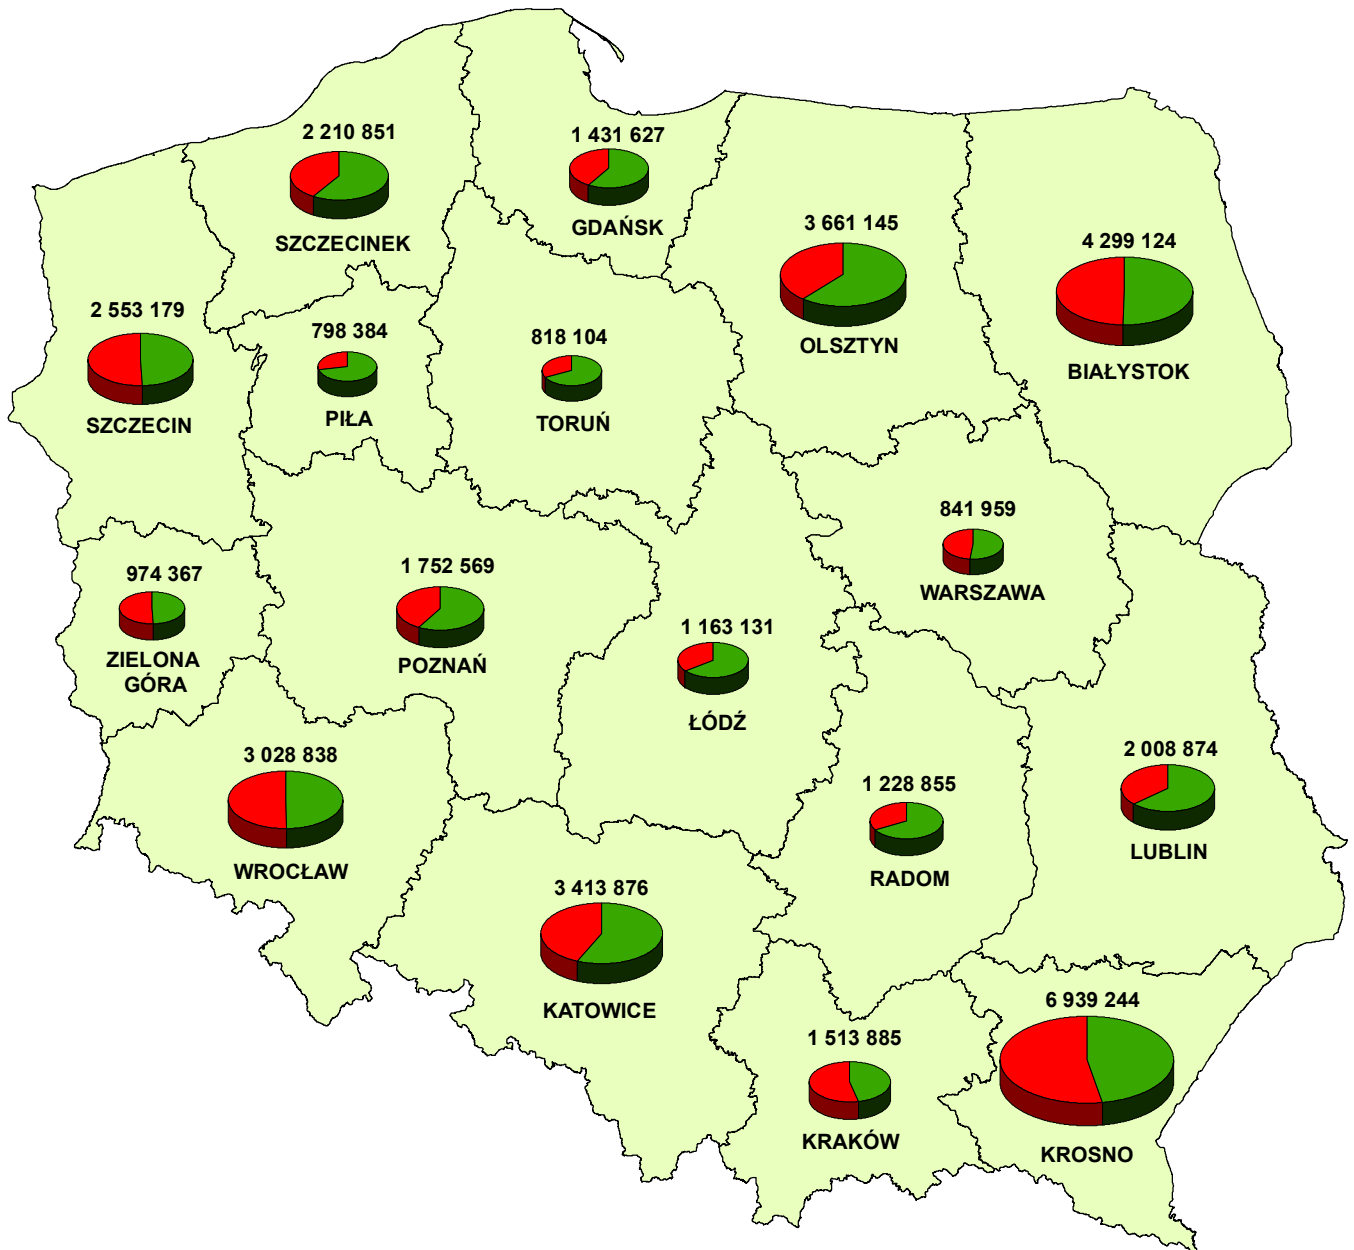 2 210 851
SZCZECINEK
1 431 627
GDAŃSK
3 661 145
OLSZTYN
4 299 124
BIAŁYSTOK
2 553 179
SZCZECIN
798 384
PIŁA
818 104
TORUŃ
841 959
WARSZAWA
974 367
ZIELONA
GÓRA
1 752 569
POZNAŃ
1 163 131
ŁÓDŹ
3 028 838
WROCŁAW
1 228 855
RADOM
2 008 874
LUBLIN
3 413 876
KATOWICE
1 513 885
KRAKÓW
6 939 244
KROSNO